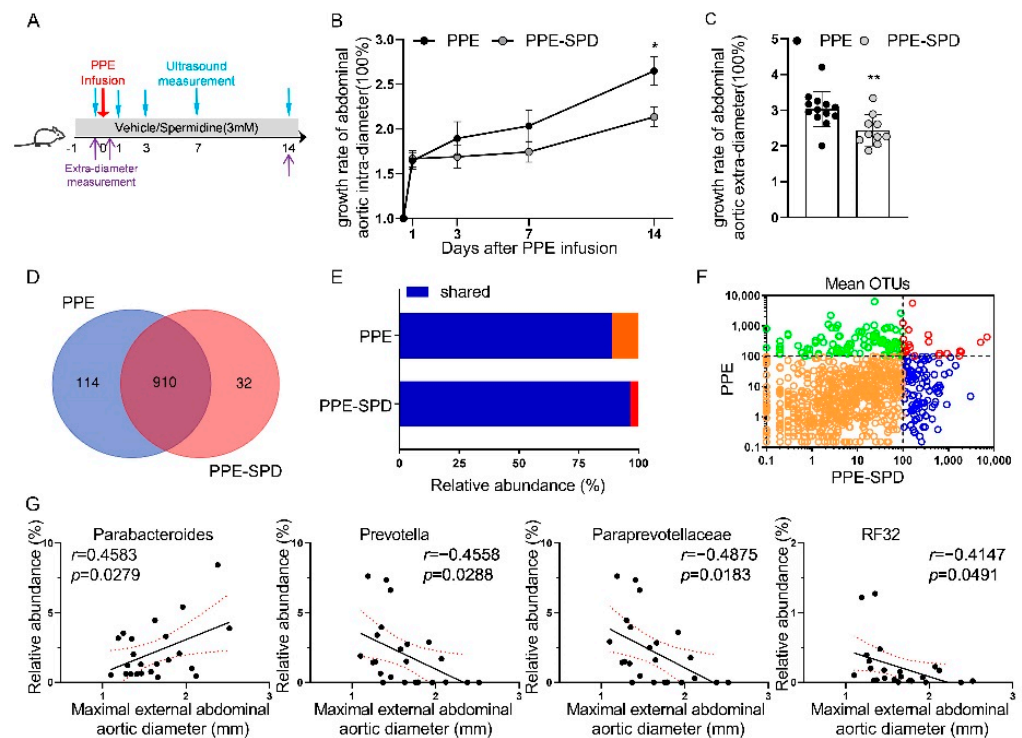 A
PPE
Infusion
Ultrasound
measurement
Vehicle/Spermidine(3mM)
-1 0 1 3 7 14
Extra-diameter
measurement
B
PPE PPE-SPD
growth rate of abdominal
aortic intra-diameter(100%)
3.0
2.5
2.0
1.5
1.0
*
1 3 7 14
Days after PPE infusion
C
PPE PPE-SPD
growth rate of abdominal
aortic extra-diameter(100%)
5
4
3
2
1
0
**
D
PPE
114 910 32
PPE-SPD
E
shared
PPE
PPE-SPD
0 25 50 75 100
Relative abundance (%)
F
Mean OTUs
PPE
10,000
1,000
100
10
1
0.1
0.1 1 10 100 1,000 10,000
PPE-SPD
G
Parabacteroides
r=0.4583
p=0.0279
Relative abundance (%)
10
5
0
1 2 3
Maximal external abdominal
aortic diameter (mm)
Prevotella
r=-0.4558
p=0.0288
Relative abundance (%)
10
5
0
1 2 3
Maximal external abdominal
aortic diameter (mm)
Paraprevotellaceae
r=-0.4875
p=0.0183
Relative abundance (%)
10
5
0
1 2 3
Maximal external abdominal
aortic diameter (mm)
RF32
r=-0.4147
p=0.0491
Relative abundance (%)
2
1
0
1 2 3
Maximal external abdominal
aortic diameter (mm)